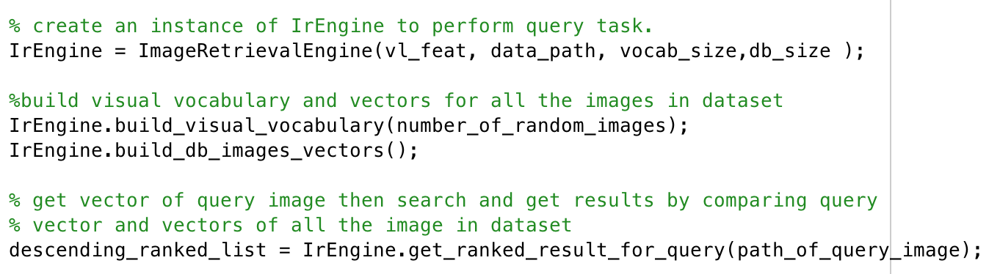 % create an instance of IrEngine to perform query task.
IrEngine = ImageRetrievalEngine(vl_feat, data_path, vocab_size,db_size );
%build visual vocabulary and vectors for all the images in dataset
IrEngine.build_visual_vocabulary(number_of_random_images);
IrEngine.build_db_images_vectors();
% get vector of query image then search and get results by comparing query
% vector and vectors of all the image in dataset
descending_ranked_list = IrEngine.get_ranked_result_for_query(path_of_query_image);